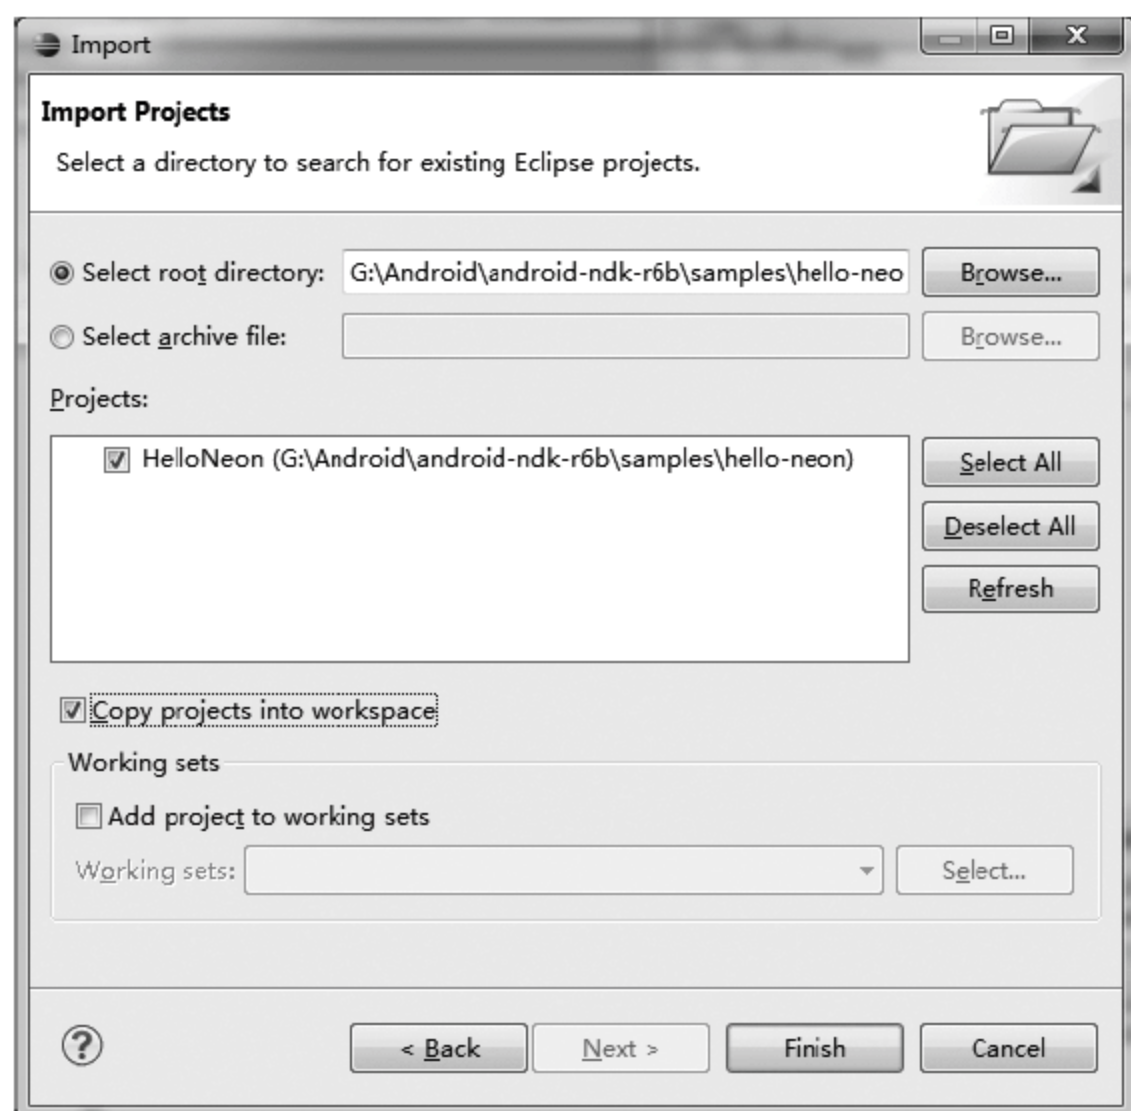 Import
Import Projects
Select a directory to search for existing Eclipse projects.
Select root directory: G:\Android\android-ndk-r6b\samples\hello-neo Browse...
Select archive file: Browse...
Projects:
HelloNeon (G:\Android\android-ndk-r6b\samples\hello-neon)
Select All
Deselect All
Refresh
Copy projects into workspace
Working sets
Add project to working sets
Working sets: Select...
? < Back Next > Finish Cancel